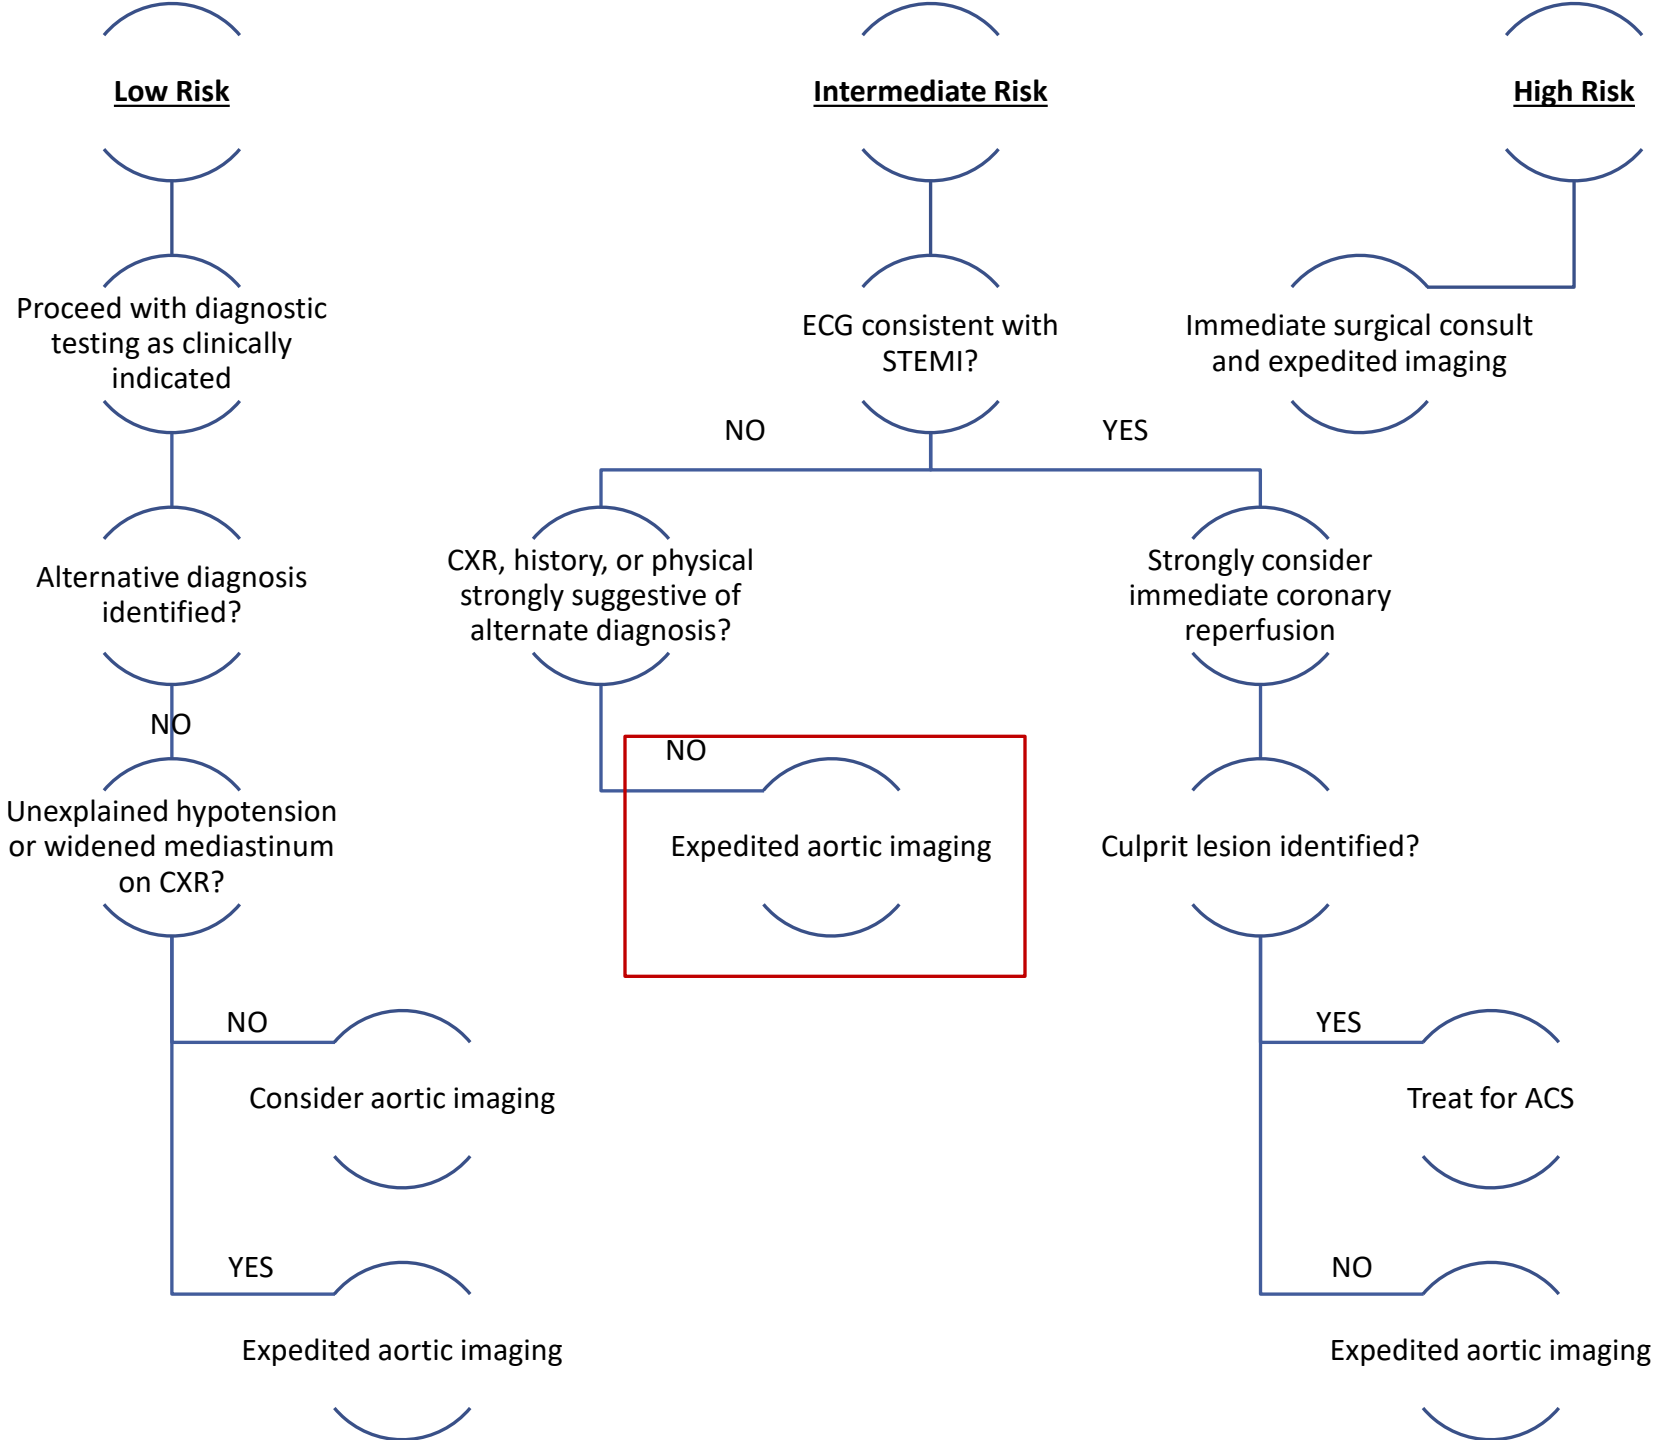 Low Risk
Proceed with diagnostic
testing as clinically
indicated
Alternative diagnosis
identified?
NO
Unexplained hypotension
or widened mediastinum
on CXR?
NO
Consider aortic imaging
YES
Expedited aortic imaging
Intermediate Risk
ECG consistent with
STEMI?
NO
CXR, history, or physical
strongly suggestive of
alternate diagnosis?
NO
Expedited aortic imaging
YES
Strongly consider
immediate coronary
reperfusion
Culprit lesion identified?
YES
Treat for ACS
NO
Expedited aortic imaging
High Risk
Immediate surgical consult
and expedited imaging